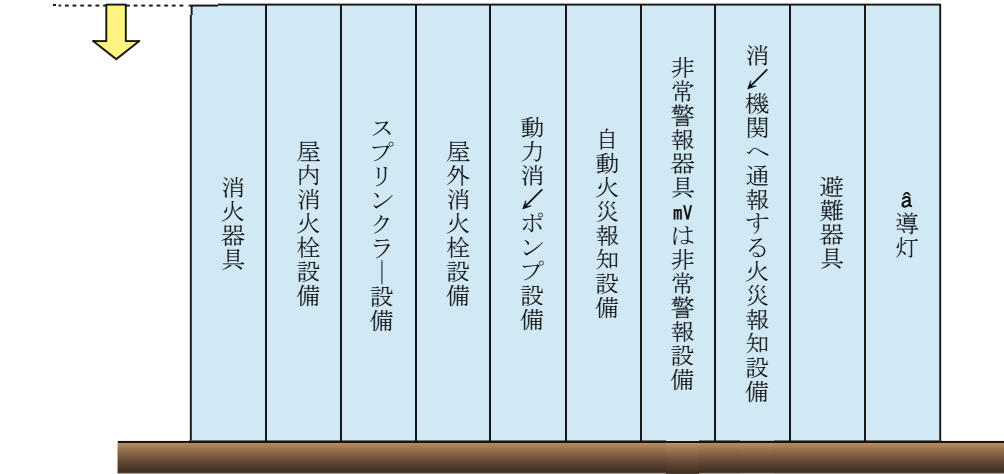 消火器具
屋内消火栓設備
スプリンクラー設備
屋外消火栓設備
動力消↙ポンプ設備
自動火災報知設備
非常警報器具㎷は非常警報設備
消↙機関へ通報する火災報知設備
避難器具
â導灯